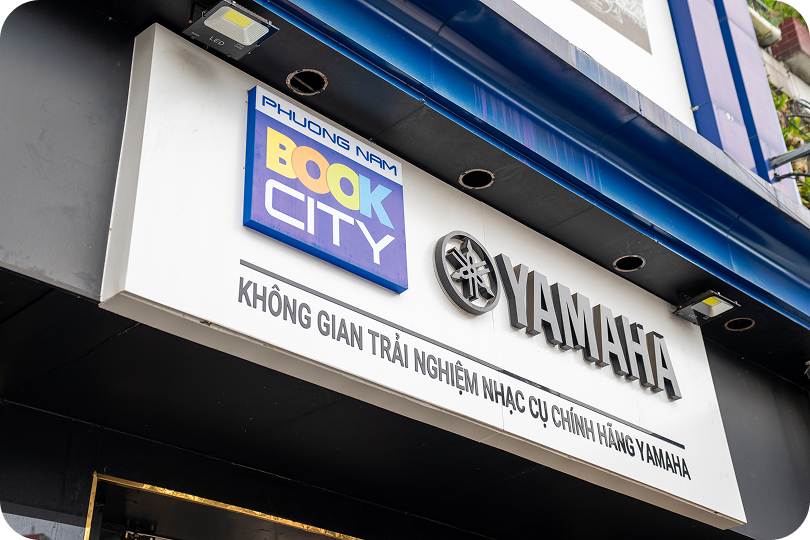 PHUONG NAM
BOOK
CITY
YAMAHA
KHÔNG GIAN TRẢI NGHIỆM NHẠC CỤ CHÍNH HÃNG YAMAHA
LED